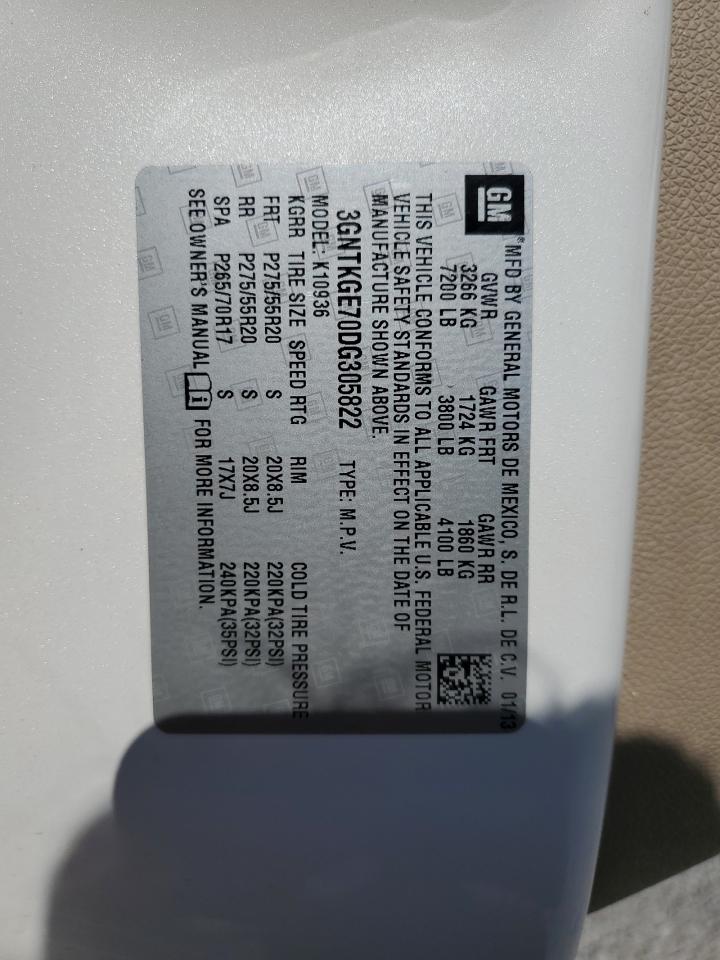 GM
® MFD BY GENERAL MOTORS DE MEXICO, S. DE R.L. DE C.V. 01/13
GVWR GAWR FRT GAWR RR
3266 KG 1724 KG 1860 KG
7200 LB 3800 LB 4100 LB
THIS VEHICLE CONFORMS TO ALL APPLICABLE U.S. FEDERAL MOTOR
VEHICLE SAFETY STANDARDS IN EFFECT ON THE DATE OF
MANUFACTURE SHOWN ABOVE.
3GNTKGE70DG305822 TYPE: M.P.V.
MODEL: K10936
KGRR TIRE SIZE SPEED RTG RIM COLD TIRE PRESSURE
FRT P275/55R20 S 20X8.5J 220KPA(32PSI)
RR P275/55R20 S 20X8.5J 220KPA(32PSI)
SPA P265/70R17 S 17X7J 240KPA(35PSI)
SEE OWNER'S MANUAL i FOR MORE INFORMATION.